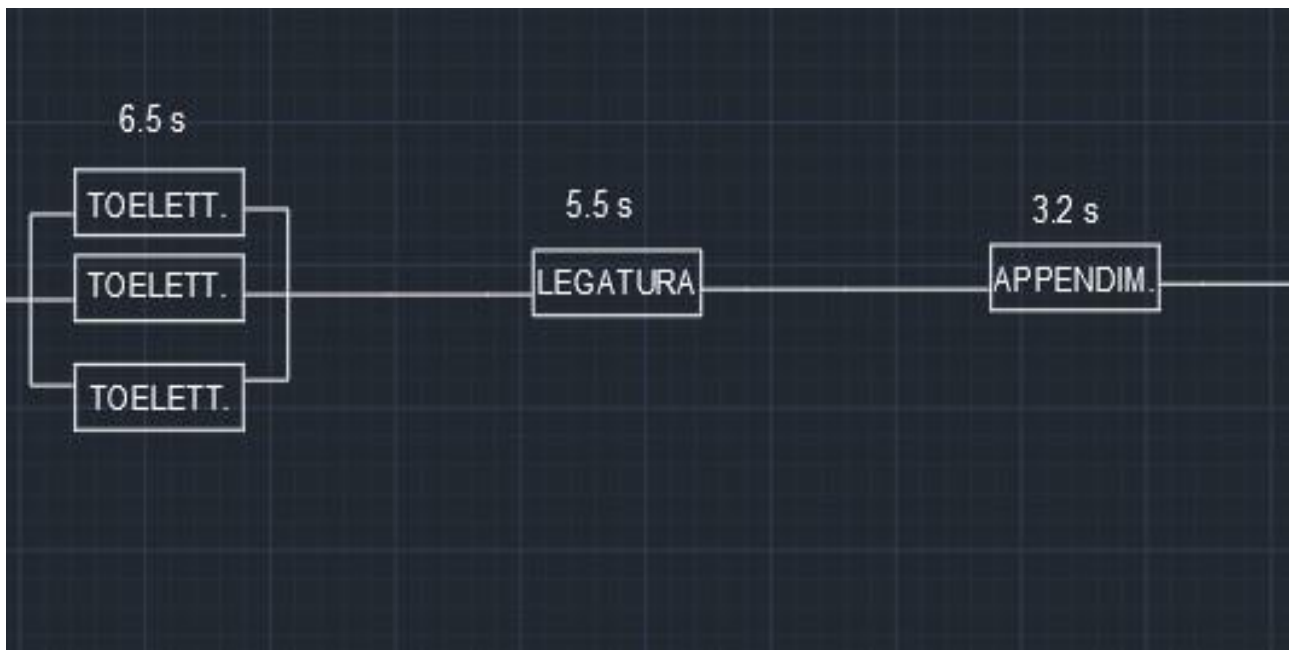 6.5 s
TOELETT.
TOELETT.
TOELETT.
5.5 s
LEGATURA
3.2 s
APPENDIM.